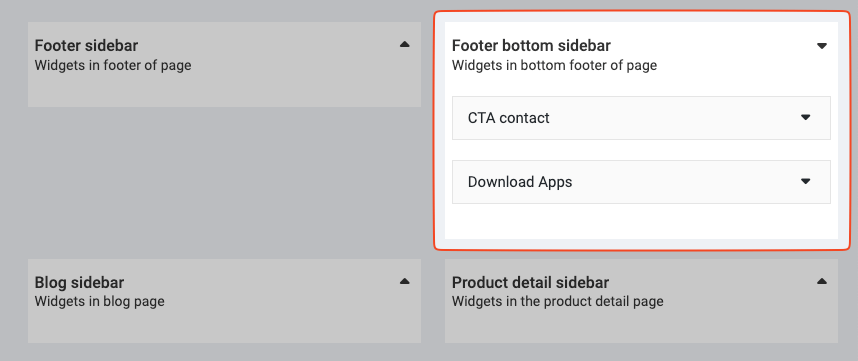 Footer sidebar
Widgets in footer of page
Footer bottom sidebar
Widgets in bottom footer of page
CTA contact
Download Apps
Blog sidebar
Widgets in blog page
Product detail sidebar
Widgets in the product detail page